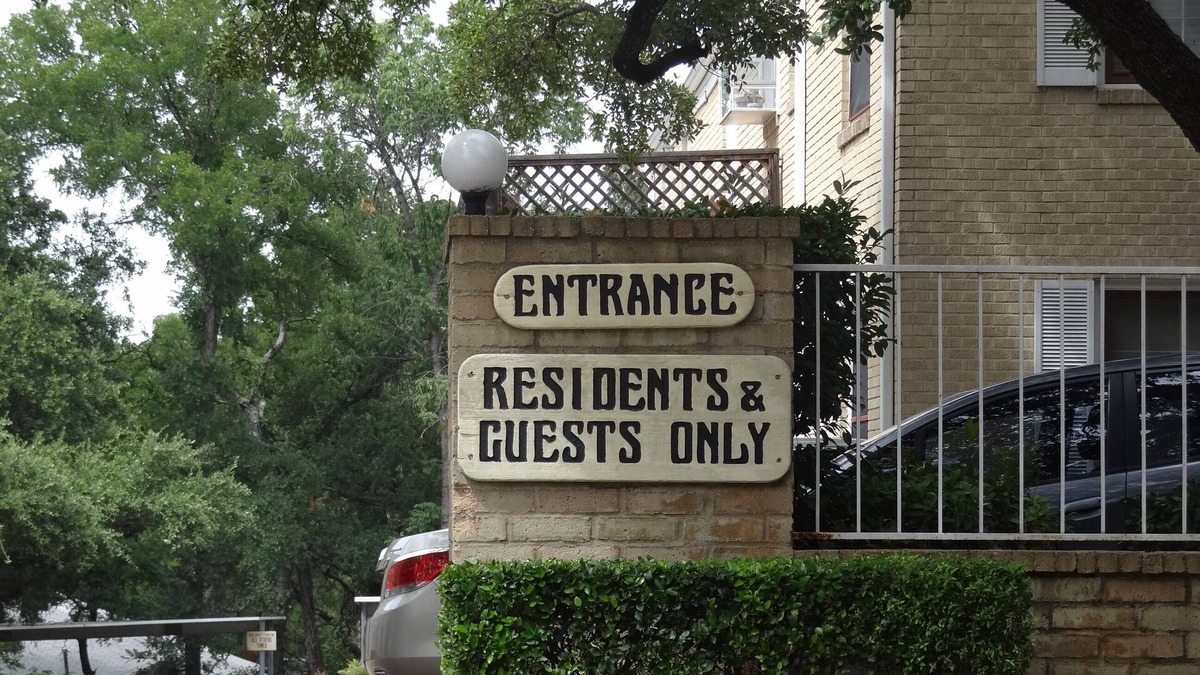 ENTRANCE
RESIDENTS &
GUESTS ONLY